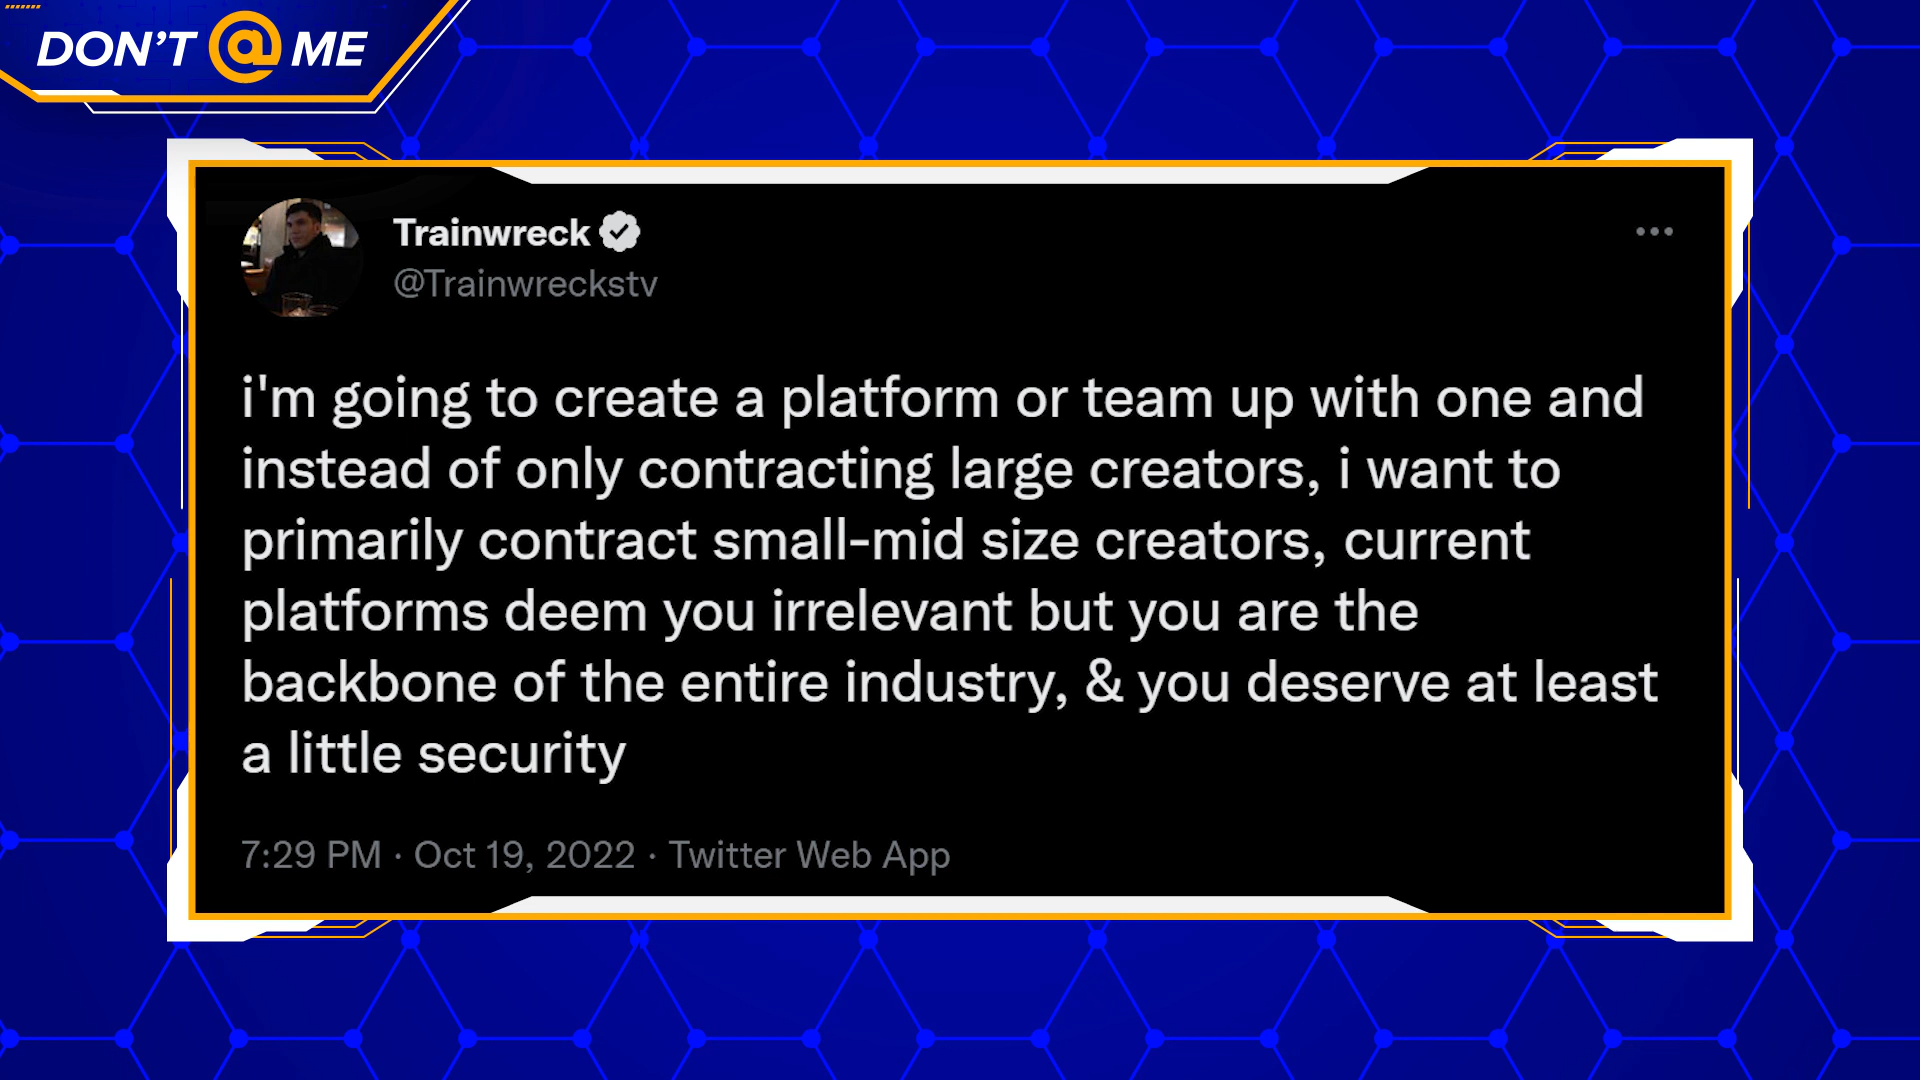 DON'T @ ME
Trainwreck
@Trainwreckstv
i'm going to create a platform or team up with one and
instead of only contracting large creators, i want to
primarily contract small-mid size creators, current
platforms deem you irrelevant but you are the
backbone of the entire industry, & you deserve at least
a little security
7:29 PM · Oct 19, 2022 · Twitter Web App